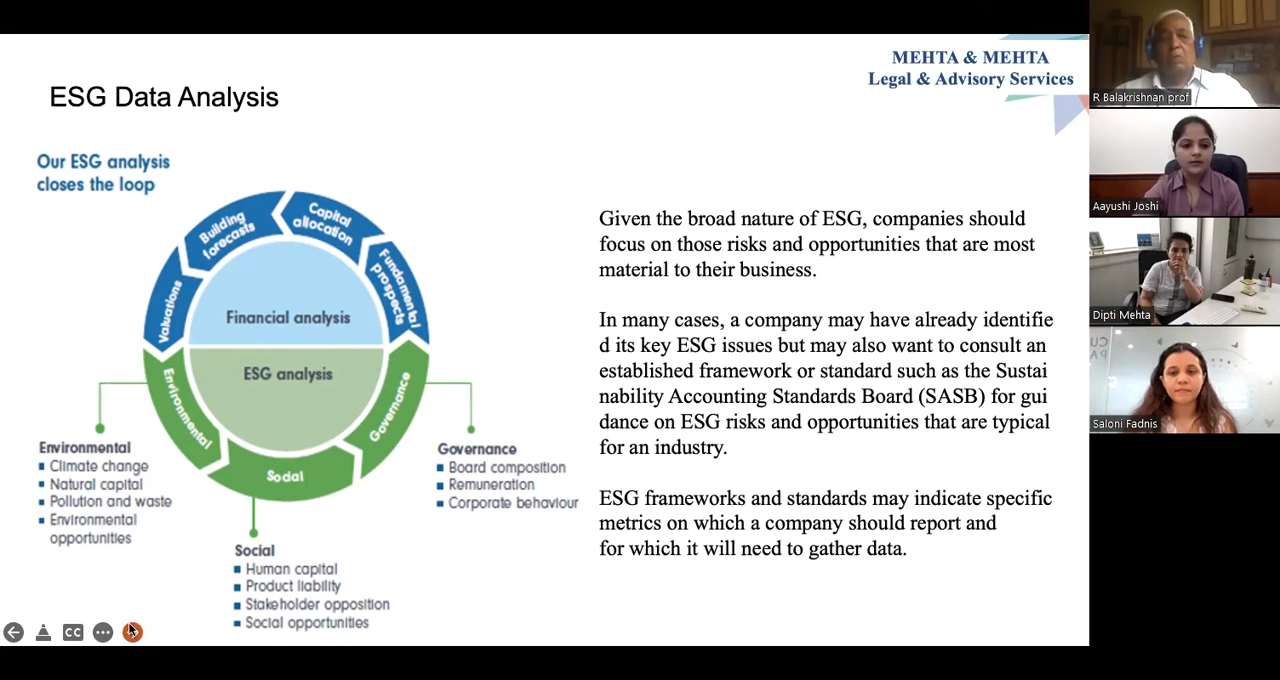 MEHTA & MEHTA
Legal & Advisory Services
ESG Data Analysis
Our ESG analysis
closes the loop
Building
forecasts
Capital
allocation
Fundamental
prospects
Valuations
Financial analysis
ESG analysis
Environmental
Social
Governance
Environmental
Climate change
Natural capital
Pollution and waste
Environmental
opportunities
Social
Human capital
Product liability
Stakeholder opposition
Social opportunities
Governance
Board composition
Remuneration
Corporate behaviour
Given the broad nature of ESG, companies should
focus on those risks and opportunities that are most
material to their business.
In many cases, a company may have already identifie
d its key ESG issues but may also want to consult an
established framework or standard such as the Sustai
nability Accounting Standards Board (SASB) for gui
dance on ESG risks and opportunities that are typical
for an industry.
ESG frameworks and standards may indicate specific
metrics on which a company should report and
for which it will need to gather data.
CC
R Balakrishnan prof
Aayushi Joshi
Dipti Mehta
Saloni Fadnis